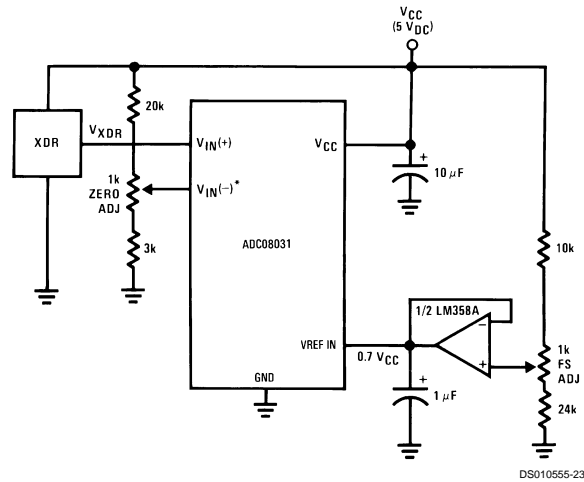 VCC
(5 VDC)
20k
XDR
VXDR
VIN(+)
VCC
1k
ZERO
ADJ
VIN(–)*
+
10 µF
3k
ADC08031
10k
1/2 LM358A
–
VREF IN
0.7 VCC
+
1k
FS
ADJ
GND
+
1 µF
24k
DS010555-23